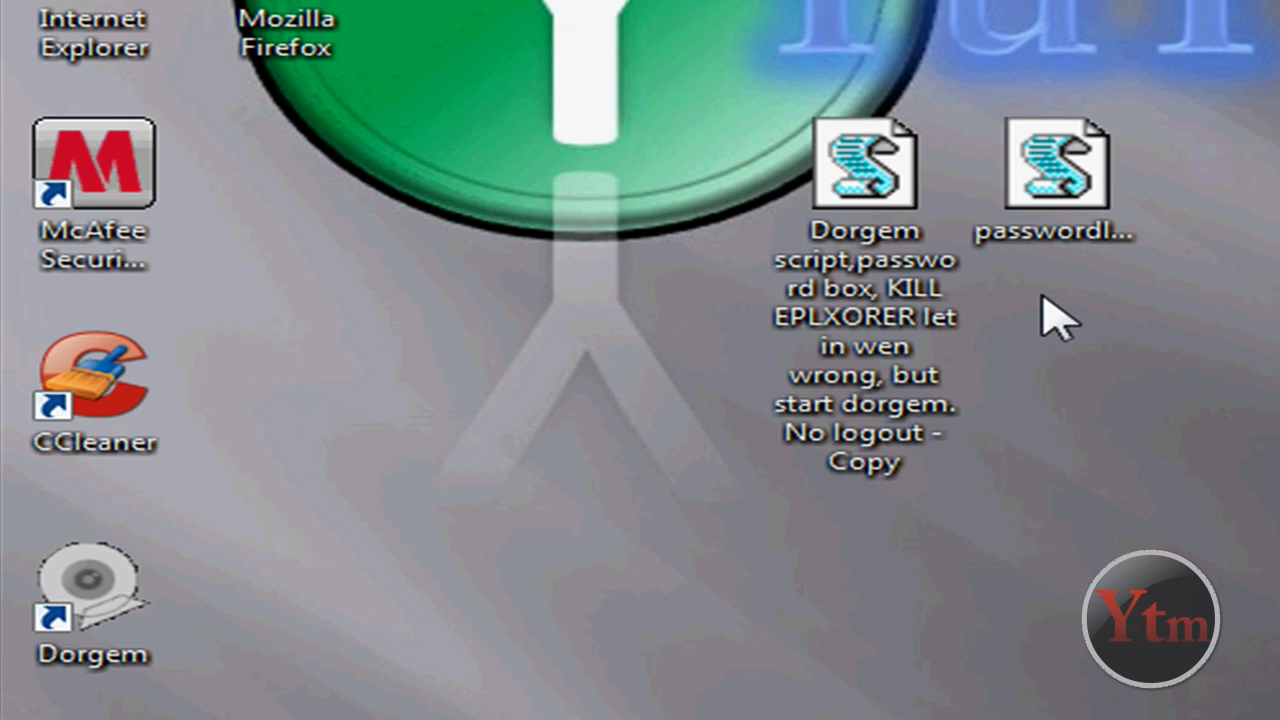 Internet
Explorer
Mozilla
Firefox
McAfee
Securi...
CCleaner
Dorgem
Dorgem
script,passwo
rd box, KILL
EPLXORER let
in wen
wrong, but
start dorgem.
No logout -
Copy
passwordl...
Ytm